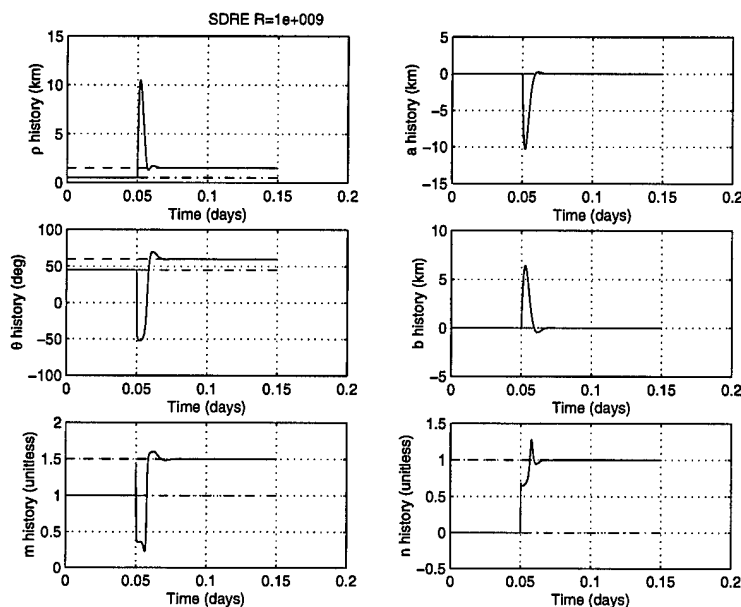 SDRE R=1e+009
ρ history (km)
15
10
5
0
0 0.05 0.1 0.15 0.2
Time (days)
a history (km)
5
0
−5
−10
−15
0 0.05 0.1 0.15 0.2
Time (days)
θ history (deg)
100
50
0
−50
−100
0 0.05 0.1 0.15 0.2
Time (days)
b history (km)
10
5
0
−5
0 0.05 0.1 0.15 0.2
Time (days)
m history (unitless)
2
1.5
1
0.5
0
0 0.05 0.1 0.15 0.2
Time (days)
n history (unitless)
1.5
1
0.5
0
−0.5
0 0.05 0.1 0.15 0.2
Time (days)